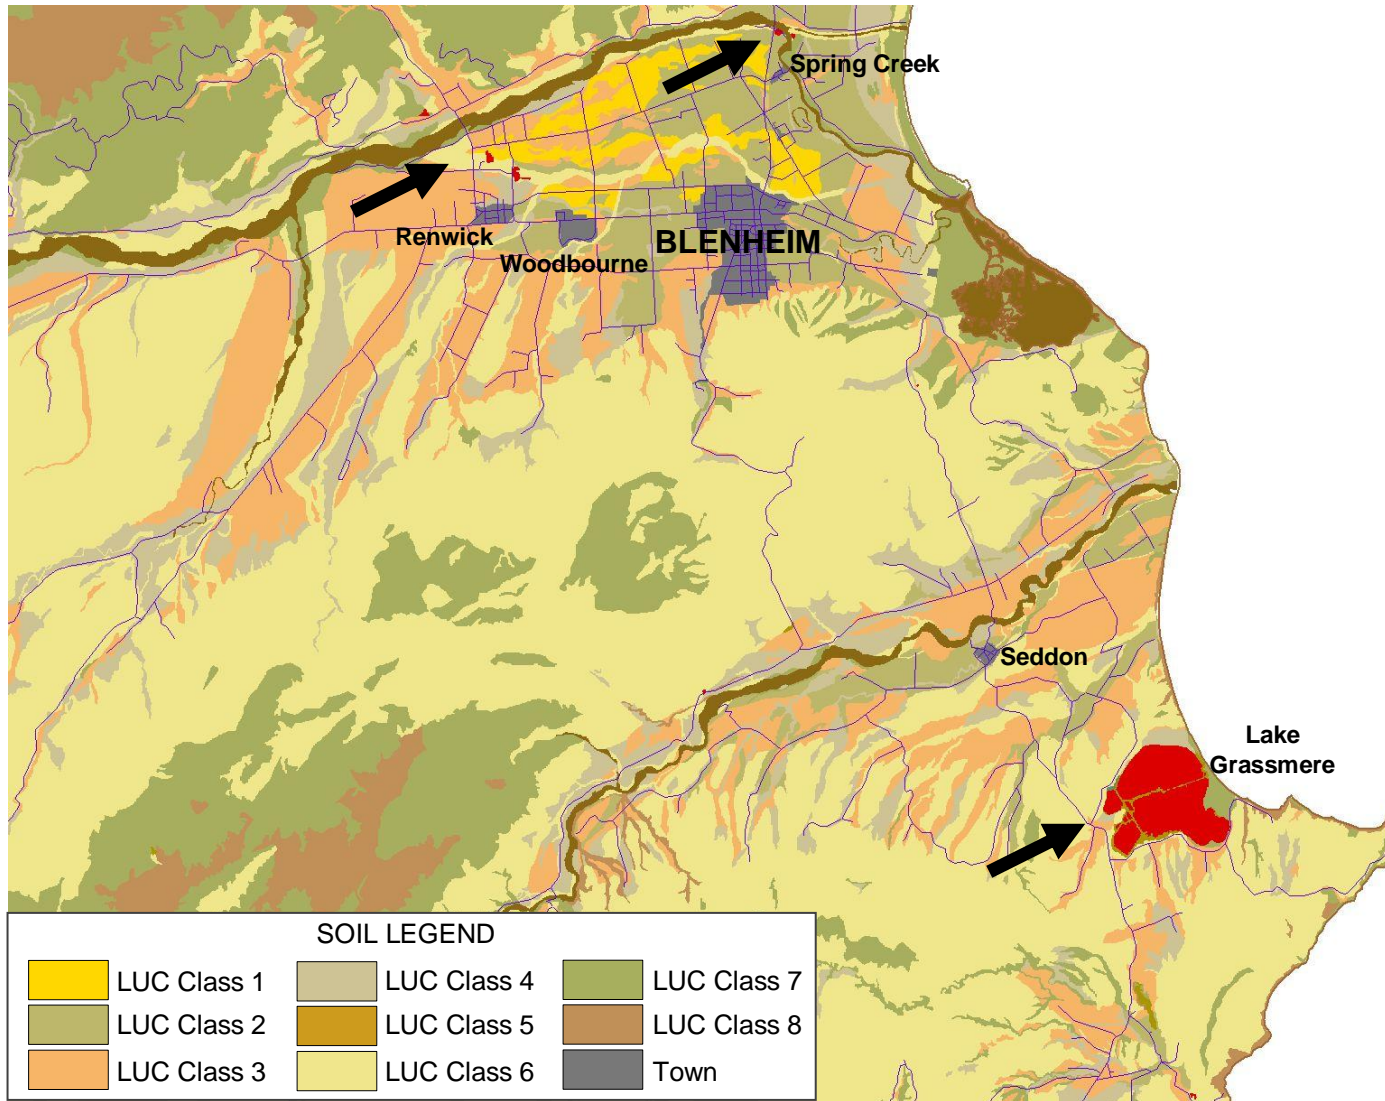 Spring Creek
Renwick
BLENHEIM
Woodbourne
Seddon
Lake
Grassmere
SOIL LEGEND
LUC Class 1
LUC Class 4
LUC Class 7
LUC Class 2
LUC Class 5
LUC Class 8
LUC Class 3
LUC Class 6
Town